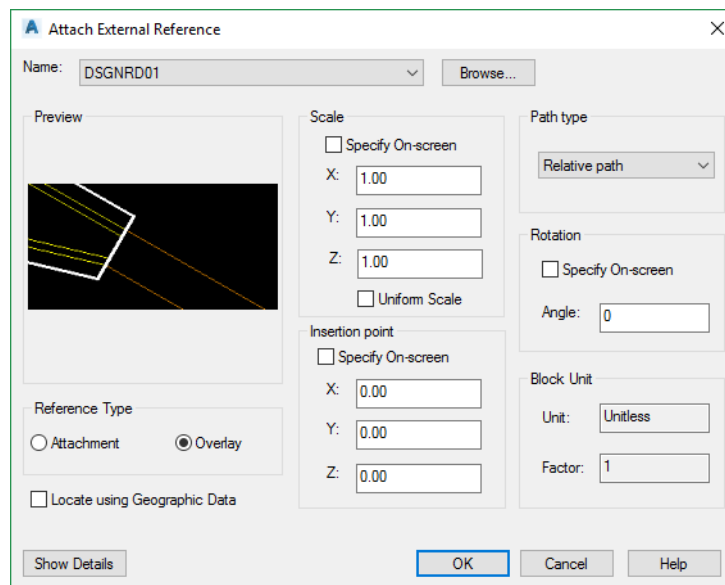 Attach External Reference
Name: DSGNRD01 Browse...
Preview
Scale
Specify On-screen
X: 1.00
Y: 1.00
Z: 1.00
Uniform Scale
Path type
Relative path
Rotation
Specify On-screen
Angle: 0
Insertion point
Specify On-screen
X: 0.00
Y: 0.00
Z: 0.00
Block Unit
Unit: Unitless
Factor: 1
Reference Type
Attachment Overlay
Locate using Geographic Data
Show Details OK Cancel Help